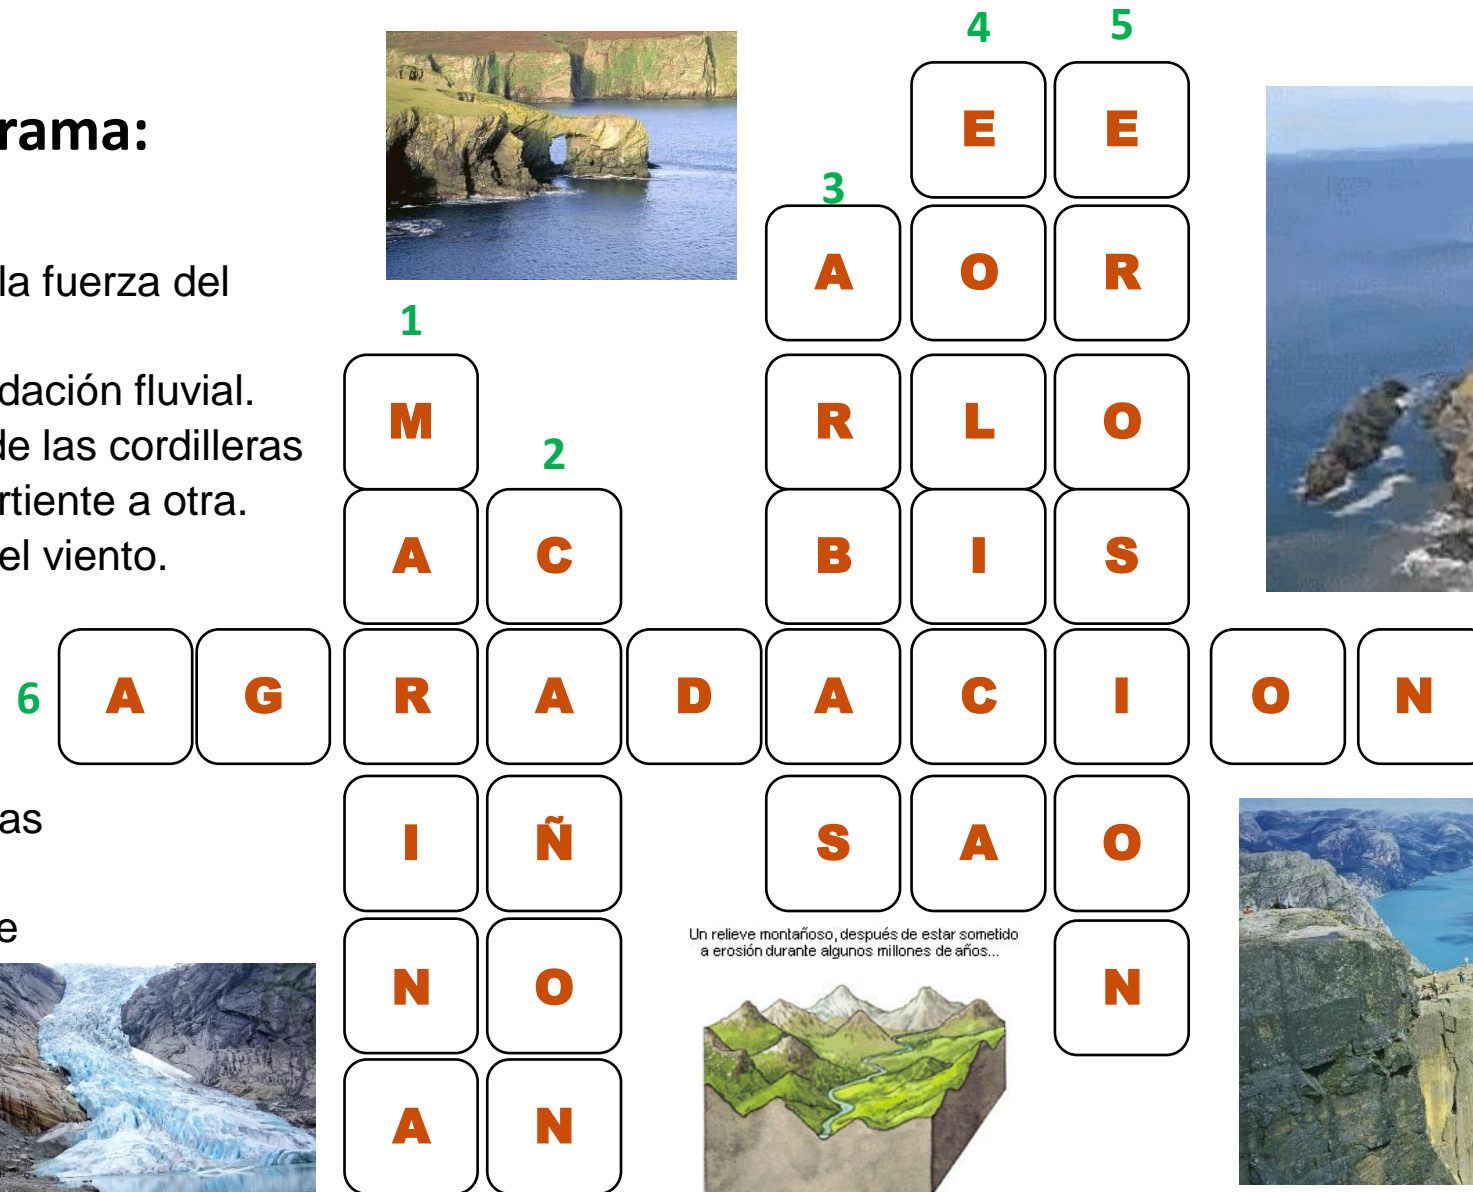 4 5
E E
rama:
3
A O R
la fuerza del
1
dación fluvial.
M R L O
de las cordilleras
2
rtiente a otra.
A C B I S
el viento.
6 A G R A D A C I O N
as
I Ñ S A O
e
Un relieve montañoso, después de estar sometido
a erosión durante algunos millones de años...
N O N
A N